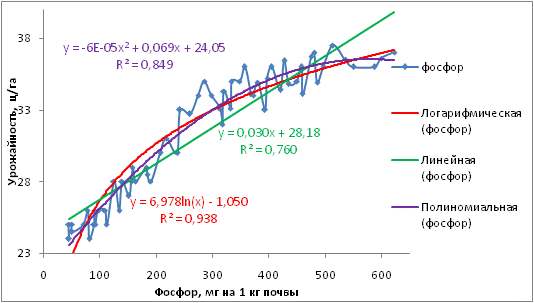 38
33
28
23
Урожайность, ц/га
y = -6E-05x² + 0,069x + 24,05
R² = 0,849
y = 0,030x + 28,18
R² = 0,760
y = 6,978ln(x) - 1,050
R² = 0,938
0 100 200 300 400 500 600
Фосфор, мг на 1 кг почвы
фосфор
Логарифмическая
(фосфор)
Линейная
(фосфор)
Полиномиальная
(фосфор)